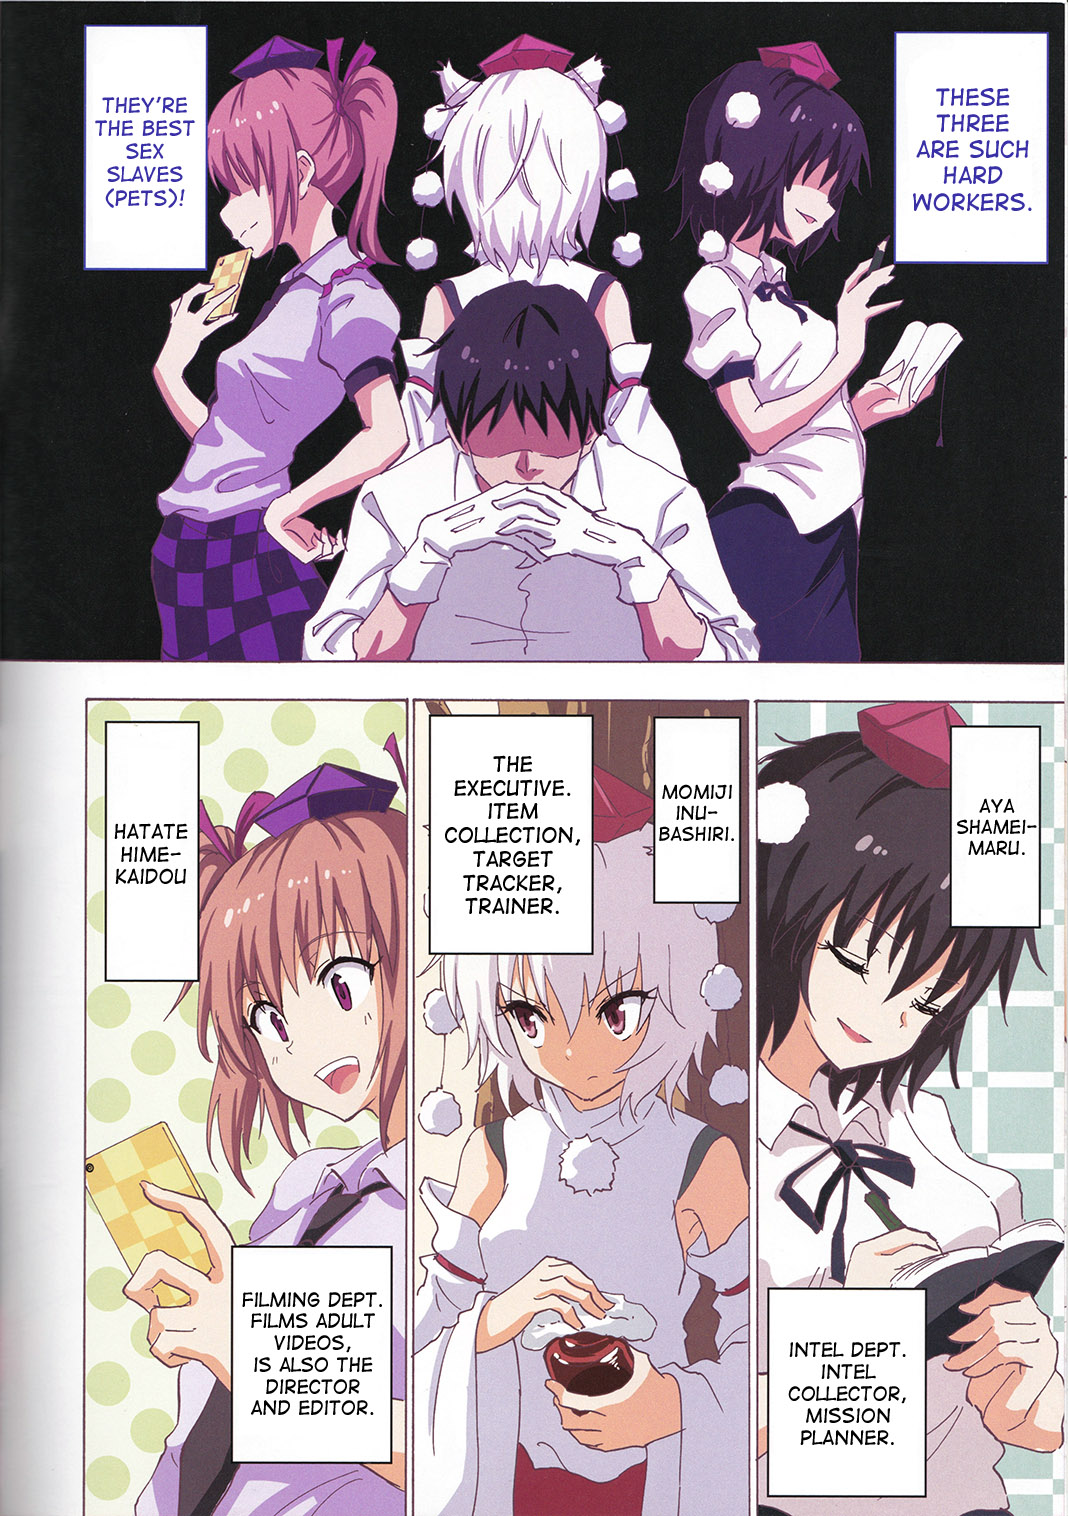 THESE
THREE
ARE SUCH
HARD
WORKERS.
THEY'RE
THE BEST
SEX
SLAVES
(PETS)!
AYA
SHAMEI-
MARU.
INTEL DEPT.
INTEL
COLLECTOR,
MISSION
PLANNER.
MOMIJI
INU-
BASHIRI.
THE
EXECUTIVE.
ITEM
COLLECTION,
TARGET
TRACKER,
TRAINER.
HATATE
HIME-
KAIDOU
FILMING DEPT.
FILMS ADULT
VIDEOS,
IS ALSO THE
DIRECTOR
AND EDITOR.